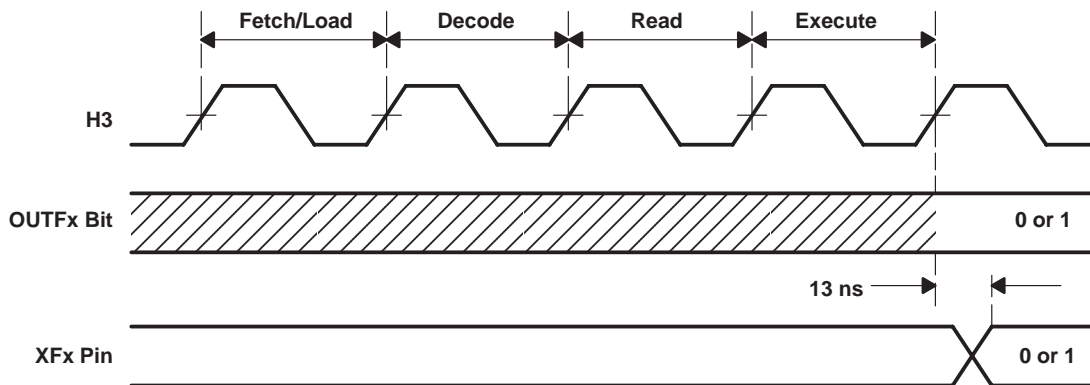 Fetch/Load Decode Read Execute
H3
OUTFx Bit 0 or 1
13 ns
XFx Pin 0 or 1